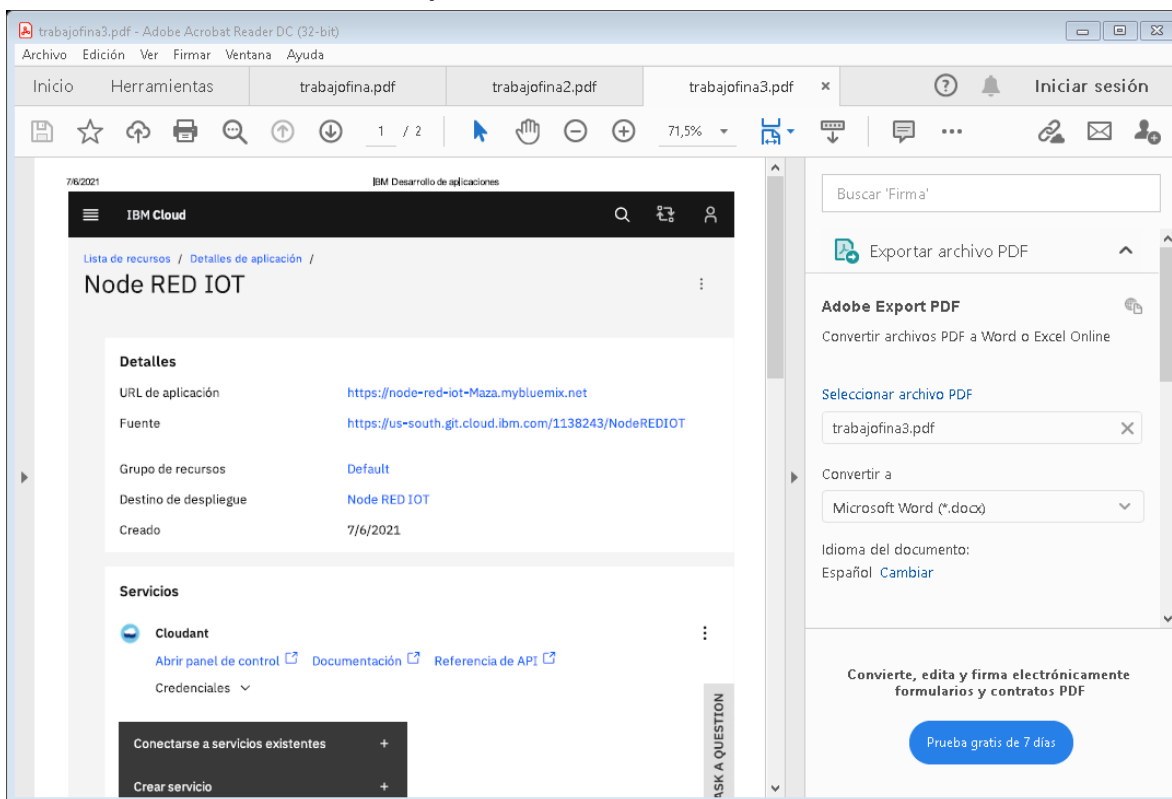 trabajofina3.pdf - Adobe Acrobat Reader DC (32-bit)
Archivo Edición Ver Firmar Ventana Ayuda
Inicio Herramientas trabajofina.pdf trabajofina2.pdf trabajofina3.pdf × Iniciar sesión
1 / 2 71,5%
7/6/2021 IBM Desarrollo de aplicaciones
IBM Cloud
Lista de recursos / Detalles de aplicación /
Node RED IOT
Detalles
URL de aplicación https://node-red-iot-Maza.mybluemix.net
Fuente https://us-south.git.cloud.ibm.com/1138243/NodeREDIOT
Grupo de recursos Default
Destino de despliegue Node RED IOT
Creado 7/6/2021
Servicios
Cloudant
Abrir panel de control Documentación Referencia de API
Credenciales
Conectarse a servicios existentes +
Crear servicio +
ASK A QUESTION
Buscar 'Firma'
Exportar archivo PDF
Adobe Export PDF
Convertir archivos PDF a Word o Excel Online
Seleccionar archivo PDF
trabajofina3.pdf
Convertir a
Microsoft Word (*.docx)
Idioma del documento:
Español Cambiar
Convierte, edita y firma electrónicamente
formularios y contratos PDF
Prueba gratis de 7 días